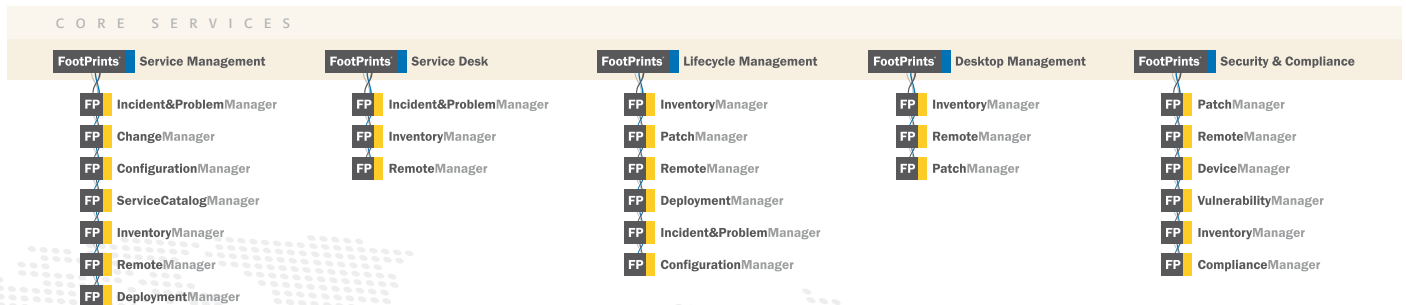 CORE SERVICES
FootPrints Service Management
FP Incident&ProblemManager
FP ChangeManager
FP ConfigurationManager
FP ServiceCatalogManager
FP InventoryManager
FP RemoteManager
FP DeploymentManager
FootPrints Service Desk
FP Incident&ProblemManager
FP InventoryManager
FP RemoteManager
FootPrints Lifecycle Management
FP InventoryManager
FP PatchManager
FP RemoteManager
FP DeploymentManager
FP Incident&ProblemManager
FP ConfigurationManager
FootPrints Desktop Management
FP InventoryManager
FP RemoteManager
FP PatchManager
FootPrints Security & Compliance
FP PatchManager
FP RemoteManager
FP DeviceManager
FP VulnerabilityManager
FP InventoryManager
FP ComplianceManager